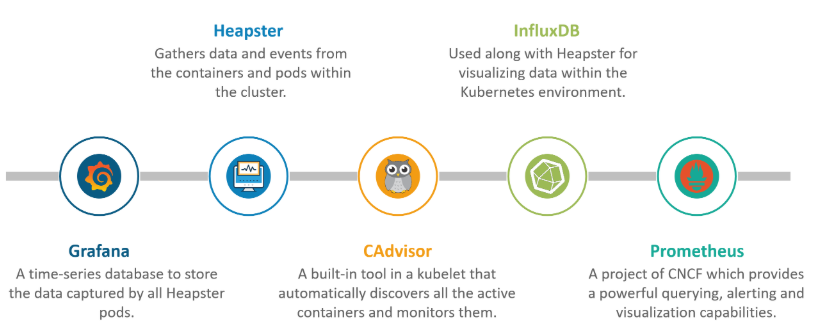 Heapster
Gathers data and events from
the containers and pods within
the cluster.
InfluxDB
Used along with Heapster for
visualizing data within the
Kubernetes environment.
Grafana
A time-series database to store
the data captured by all Heapster
pods.
CAdvisor
A built-in tool in a kubelet that
automatically discovers all the active
containers and monitors them.
Prometheus
A project of CNCF which provides
a powerful querying, alerting and
visualization capabilities.